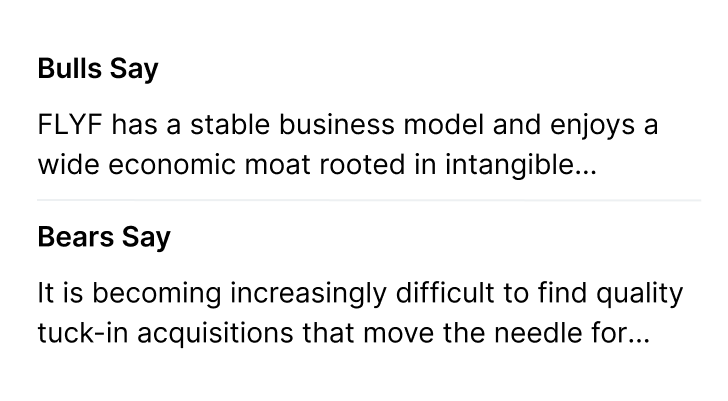 Bulls Say
FLYF has a stable business model and enjoys a
wide economic moat rooted in intangible...
Bears Say
It is becoming increasingly difficult to find quality
tuck-in acquisitions that move the needle for...